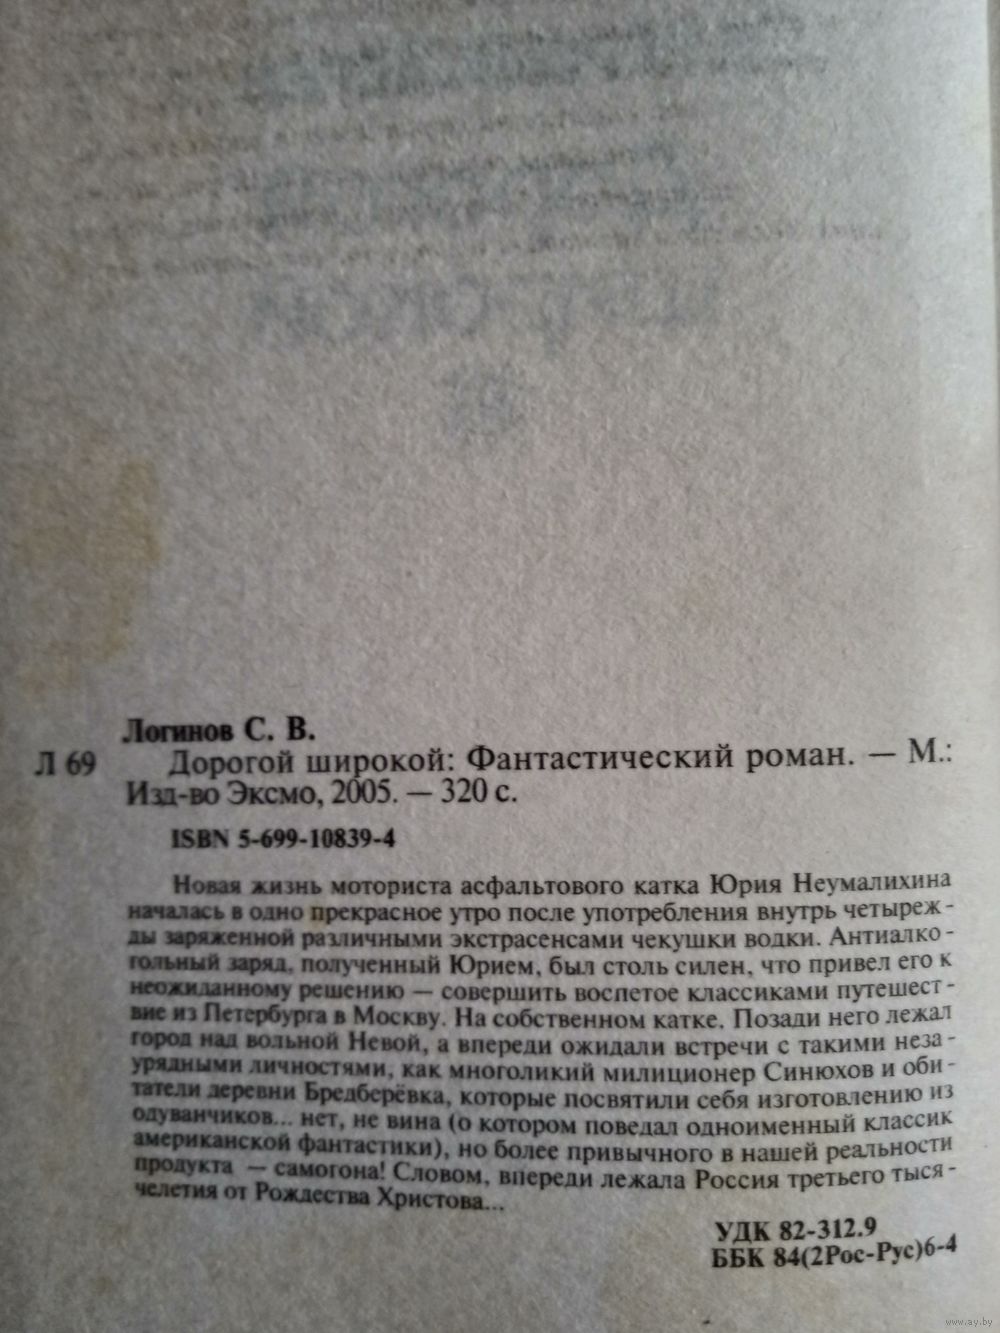 Логинов С. В.
Л 69 Дорогой широкой: Фантастический роман. — М.:
Изд-во Эксмо, 2005. — 320 с.
ISBN 5-699-10839-4
Новая жизнь моториста асфальтового катка Юрия Неумалихина
началась в одно прекрасное утро после употребления внутрь четыреж-
ды заряженной различными экстрасенсами чекушки водки. Антиалко-
гольный заряд, полученный Юрием, был столь силен, что привел его к
неожиданному решению — совершить воспетое классиками путешест-
вие из Петербурга в Москву. На собственном катке. Позади него лежал
город над вольной Невой, а впереди ожидали встречи с такими неза-
урядными личностями, как многоликий милиционер Синюхов и оби-
татели деревни Бредберёвка, которые посвятили себя изготовлению из
одуванчиков... нет, не вина (о котором поведал одноименный классик
американской фантастики), но более привычного в нашей реальности
продукта — самогона! Словом, впереди лежала Россия третьего тыся-
челетия от Рождества Христова...
УДК 82-312.9
ББК 84(2Рос-Рус)6-4
www.ay.by